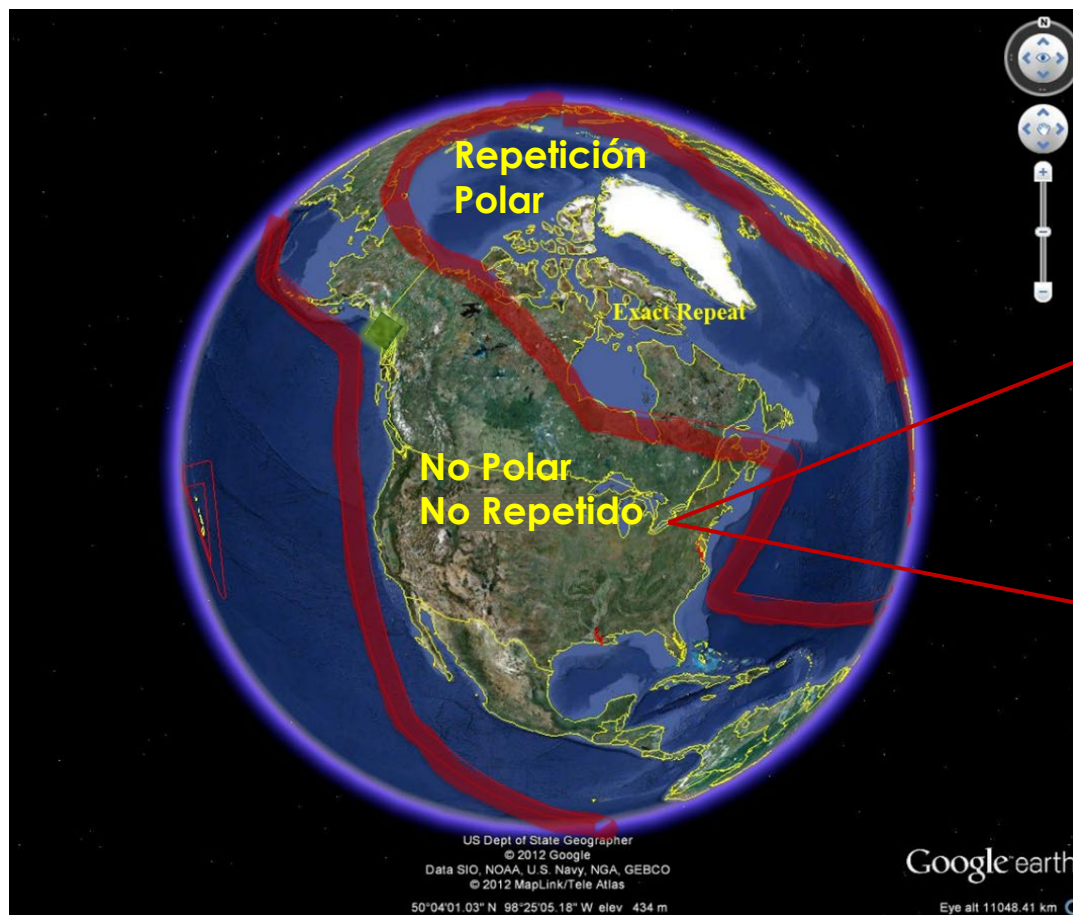 N
Repetición
Polar
Exact Repeat
No Polar
No Repetido
US Dept of State Geographer
© 2012 Google
Data SIO, NOAA, U.S. Navy, NGA, GEBCO
© 2012 MapLink/Tele Atlas
Google earth
50°04'01.03" N 98°25'05.18" W elev 434 m
Eye alt 11048.41 km